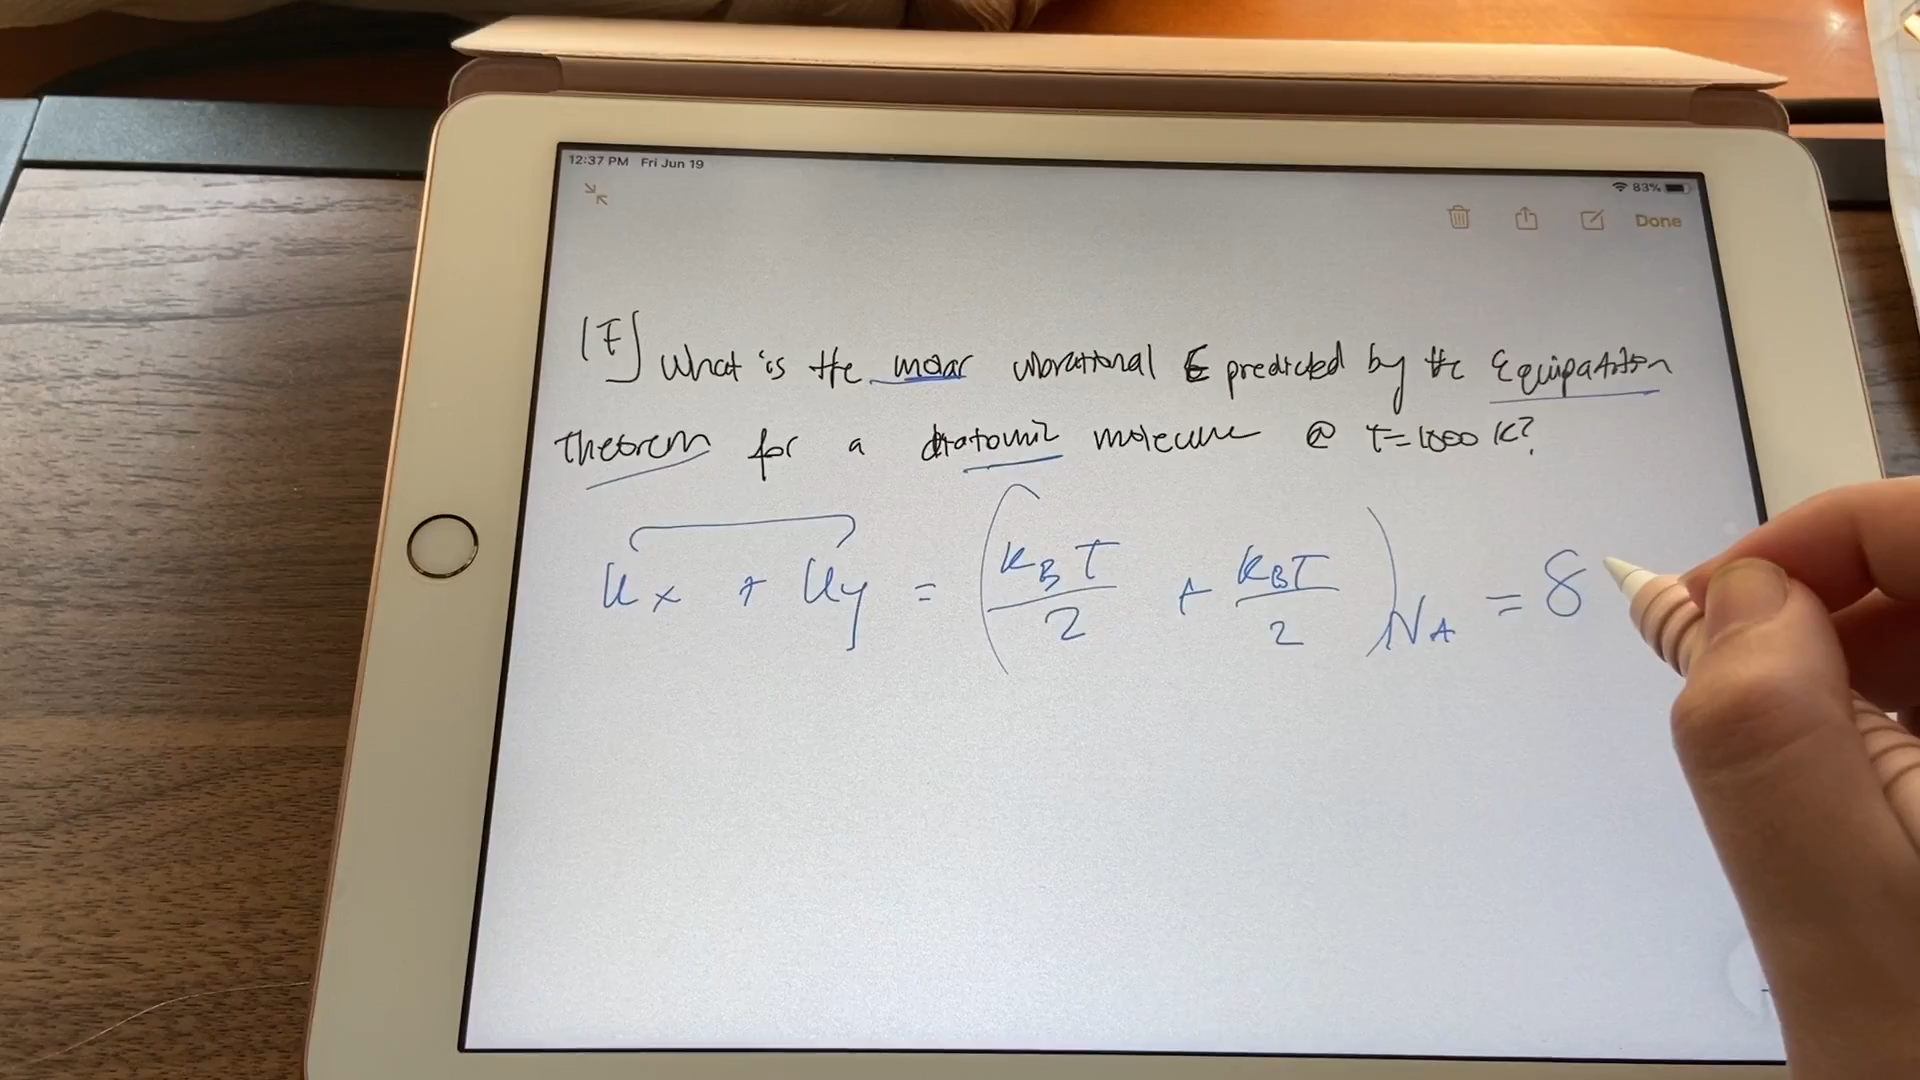 12:37 PM Fri Jun 19
83%
Done
[F] What is the molar vibrational E predicted by the Equipartition
theorem for a diatomic molecule @ T=1000 K?
Ux + Uy = (kBT/2 + kBT/2) NA = 8